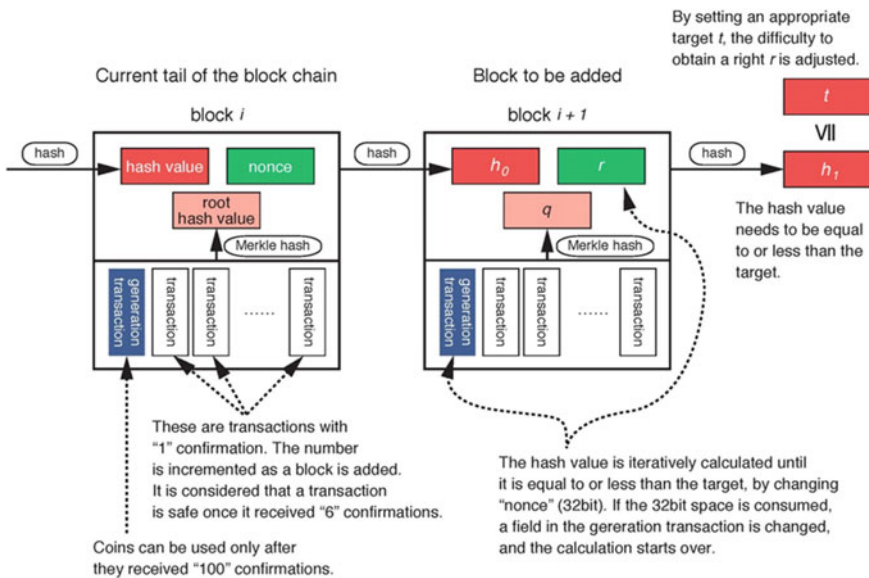 By setting an appropriate
target t, the difficulty to
obtain a right r is adjusted.
Current tail of the block chain
Block to be added
block i
block i + 1
t
VII
hash
hash value
nonce
hash
h0
r
hash
h1
root
hash value
q
The hash value
needs to be equal
to or less than the
target.
Merkle hash
Merkle hash
generation
transaction
transaction
transaction
......
transaction
generation
transaction
transaction
transaction
......
transaction
These are transactions with
“1” confirmation. The number
is incremented as a block is added.
It is considered that a transaction
is safe once it received “6” confirmations.
Coins can be used only after
they received “100” confirmations.
The hash value is iteratively calculated until
it is equal to or less than the target, by changing
“nonce” (32bit). If the 32bit space is consumed,
a field in the gereration transaction is changed,
and the calculation starts over.